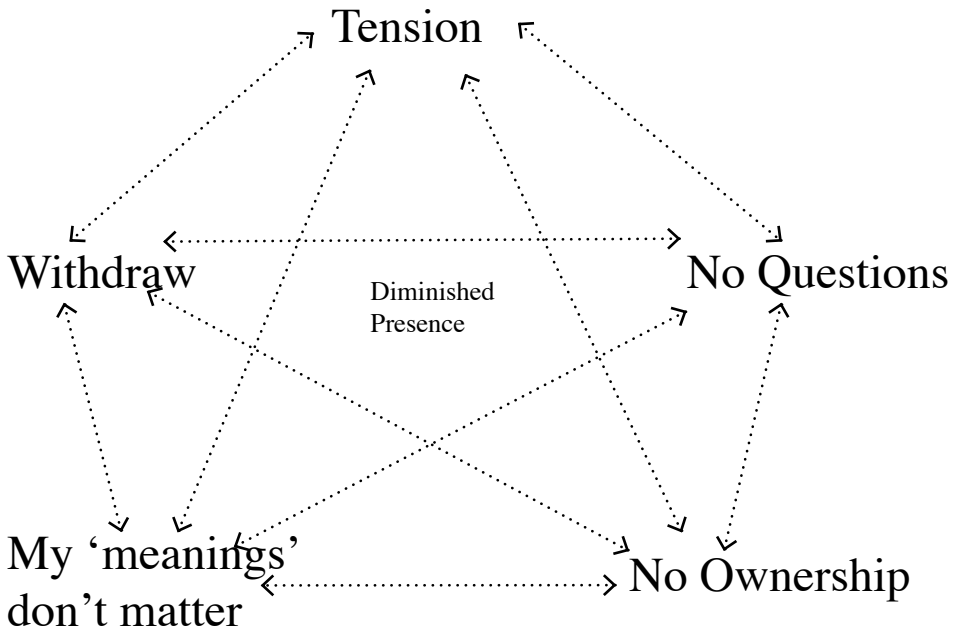 Tension
Withdraw
No Questions
Diminished
Presence
My ‘meanings’
don’t matter
No Ownership